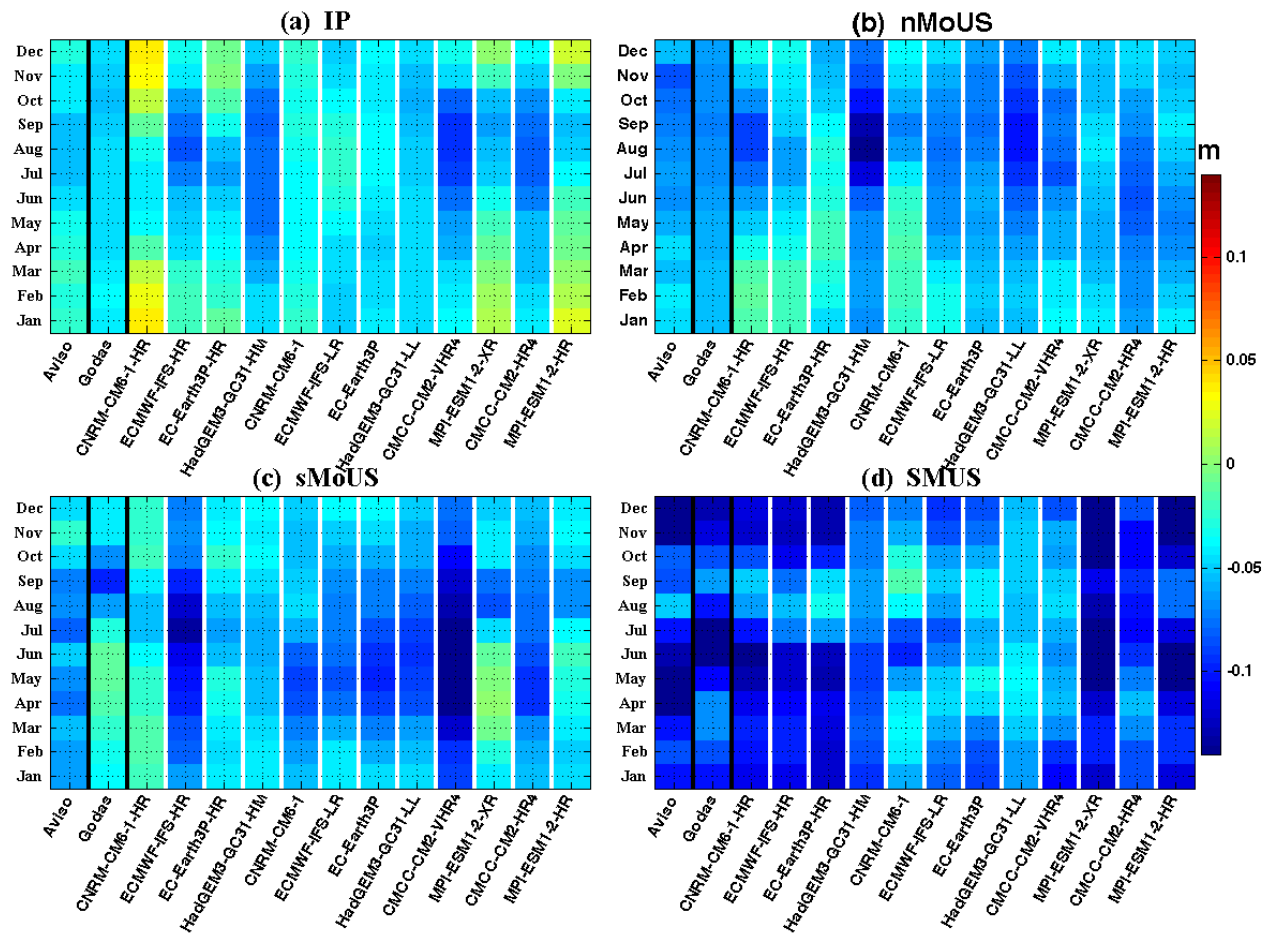 (a) IP
Dec
Nov
Oct
Sep
Aug
Jul
Jun
May
Apr
Mar
Feb
Jan
Aviso
Godas
CNRM-CM6-1-HR
ECMWF-IFS-HR
EC-Earth3P-HR
HadGEM3-GC31-HM
CNRM-CM6-1
ECMWF-IFS-LR
EC-Earth3P
HadGEM3-GC31-LL
CMCC-CM2-VHR4
MPI-ESM1-2-XR
CMCC-CM2-HR4
MPI-ESM1-2-HR
(b) nMoUS
Dec
Nov
Oct
Sep
Aug
Jul
Jun
May
Apr
Mar
Feb
Jan
Aviso
Godas
CNRM-CM6-1-HR
ECMWF-IFS-HR
EC-Earth3P-HR
HadGEM3-GC31-HM
CNRM-CM6-1
ECMWF-IFS-LR
EC-Earth3P
HadGEM3-GC31-LL
CMCC-CM2-VHR4
MPI-ESM1-2-XR
CMCC-CM2-HR4
MPI-ESM1-2-HR
m
0.1
0.05
0
-0.05
-0.1
(c) sMoUS
Dec
Nov
Oct
Sep
Aug
Jul
Jun
May
Apr
Mar
Feb
Jan
Aviso
Godas
CNRM-CM6-1-HR
ECMWF-IFS-HR
EC-Earth3P-HR
HadGEM3-GC31-HM
CNRM-CM6-1
ECMWF-IFS-LR
EC-Earth3P
HadGEM3-GC31-LL
CMCC-CM2-VHR4
MPI-ESM1-2-XR
CMCC-CM2-HR4
MPI-ESM1-2-HR
(d) SMUS
Dec
Nov
Oct
Sep
Aug
Jul
Jun
May
Apr
Mar
Feb
Jan
Aviso
Godas
CNRM-CM6-1-HR
ECMWF-IFS-HR
EC-Earth3P-HR
HadGEM3-GC31-HM
CNRM-CM6-1
ECMWF-IFS-LR
EC-Earth3P
HadGEM3-GC31-LL
CMCC-CM2-VHR4
MPI-ESM1-2-XR
CMCC-CM2-HR4
MPI-ESM1-2-HR